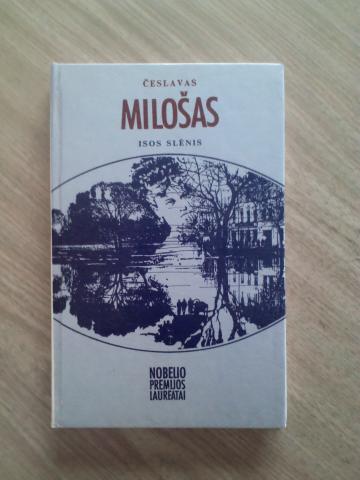 ČESLAVAS
MILOŠAS
ISOS SLĖNIS
NOBELIO
PREMIJOS
LAUREATAI